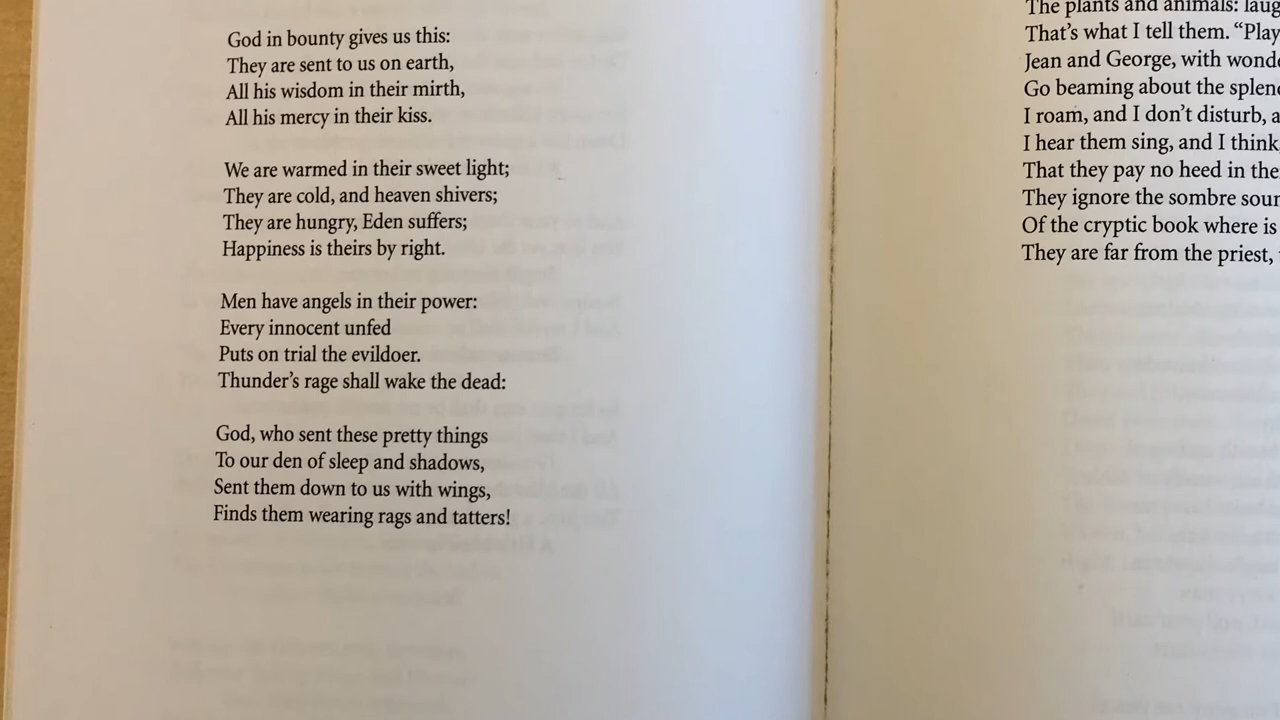 God in bounty gives us this:
They are sent to us on earth,
All his wisdom in their mirth,
All his mercy in their kiss.
We are warmed in their sweet light;
They are cold, and heaven shivers;
They are hungry, Eden suffers;
Happiness is theirs by right.
Men have angels in their power:
Every innocent unfed
Puts on trial the evildoer.
Thunder’s rage shall wake the dead:
God, who sent these pretty things
To our den of sleep and shadows,
Sent them down to us with wings,
Finds them wearing rags and tatters!
The plants and animals:
That’s what I tell them. “Play
Jean and George, with
Go beaming about the
I roam, and I don’t disturb,
I hear them sing, and I think
That they pay no heed in
They ignore the sombre
Of the cryptic book where is
They are far from the priest,